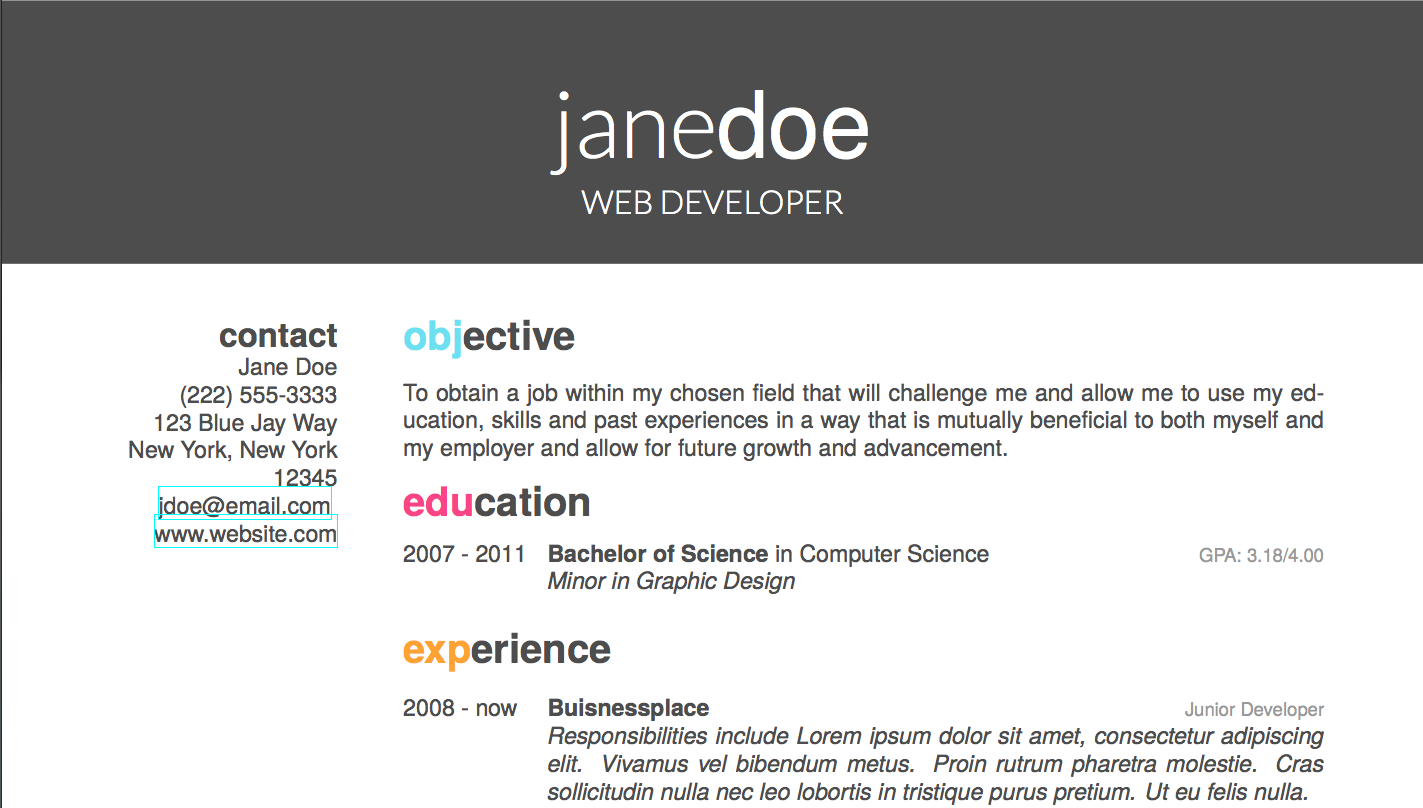 janedoe
WEB DEVELOPER
contact
Jane Doe
(222) 555-3333
123 Blue Jay Way
New York, New York
12345
jdoe@email.com
www.website.com
objective
To obtain a job within my chosen field that will challenge me and allow me to use my ed-
ucation, skills and past experiences in a way that is mutually beneficial to both myself and
my employer and allow for future growth and advancement.
education
2007 - 2011 Bachelor of Science in Computer Science GPA: 3.18/4.00
Minor in Graphic Design
experience
2008 - now Buisnessplace Junior Developer
Responsibilities include Lorem ipsum dolor sit amet, consectetur adipiscing
elit. Vivamus vel bibendum metus. Proin rutrum pharetra molestie. Cras
sollicitudin nulla nec leo lobortis in tristique purus pretium. Ut eu felis nulla.